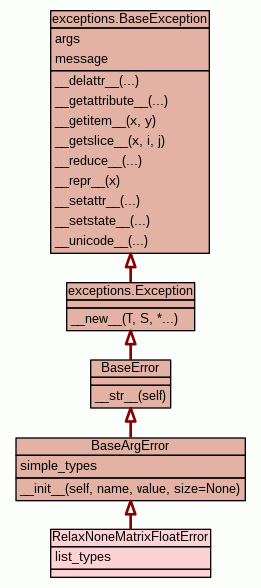 exceptions.BaseException
args
message
__delattr__(...)
__getattribute__(...)
__getitem__(x, y)
__getslice__(x, i, j)
__reduce__(...)
__repr__(x)
__setattr__(...)
__setstate__(...)
__unicode__(...)
exceptions.Exception
__new__(T, S, *...)
BaseError
__str__(self)
BaseArgError
simple_types
__init__(self, name, value, size=None)
RelaxNoneMatrixFloatError
list_types